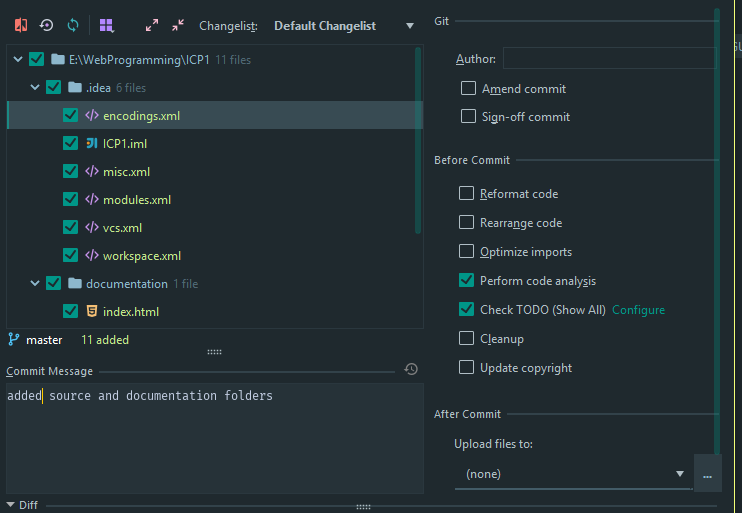 Changelist: Default Changelist
E:\WebProgramming\ICP1 11 files
.idea 6 files
encodings.xml
ICP1.iml
misc.xml
modules.xml
vcs.xml
workspace.xml
documentation 1 file
index.html
master 11 added
Commit Message
added source and documentation folders
Diff
Git
Author:
Amend commit
Sign-off commit
Before Commit
Reformat code
Rearrange code
Optimize imports
Perform code analysis
Check TODO (Show All) Configure
Cleanup
Update copyright
After Commit
Upload files to:
(none)
...